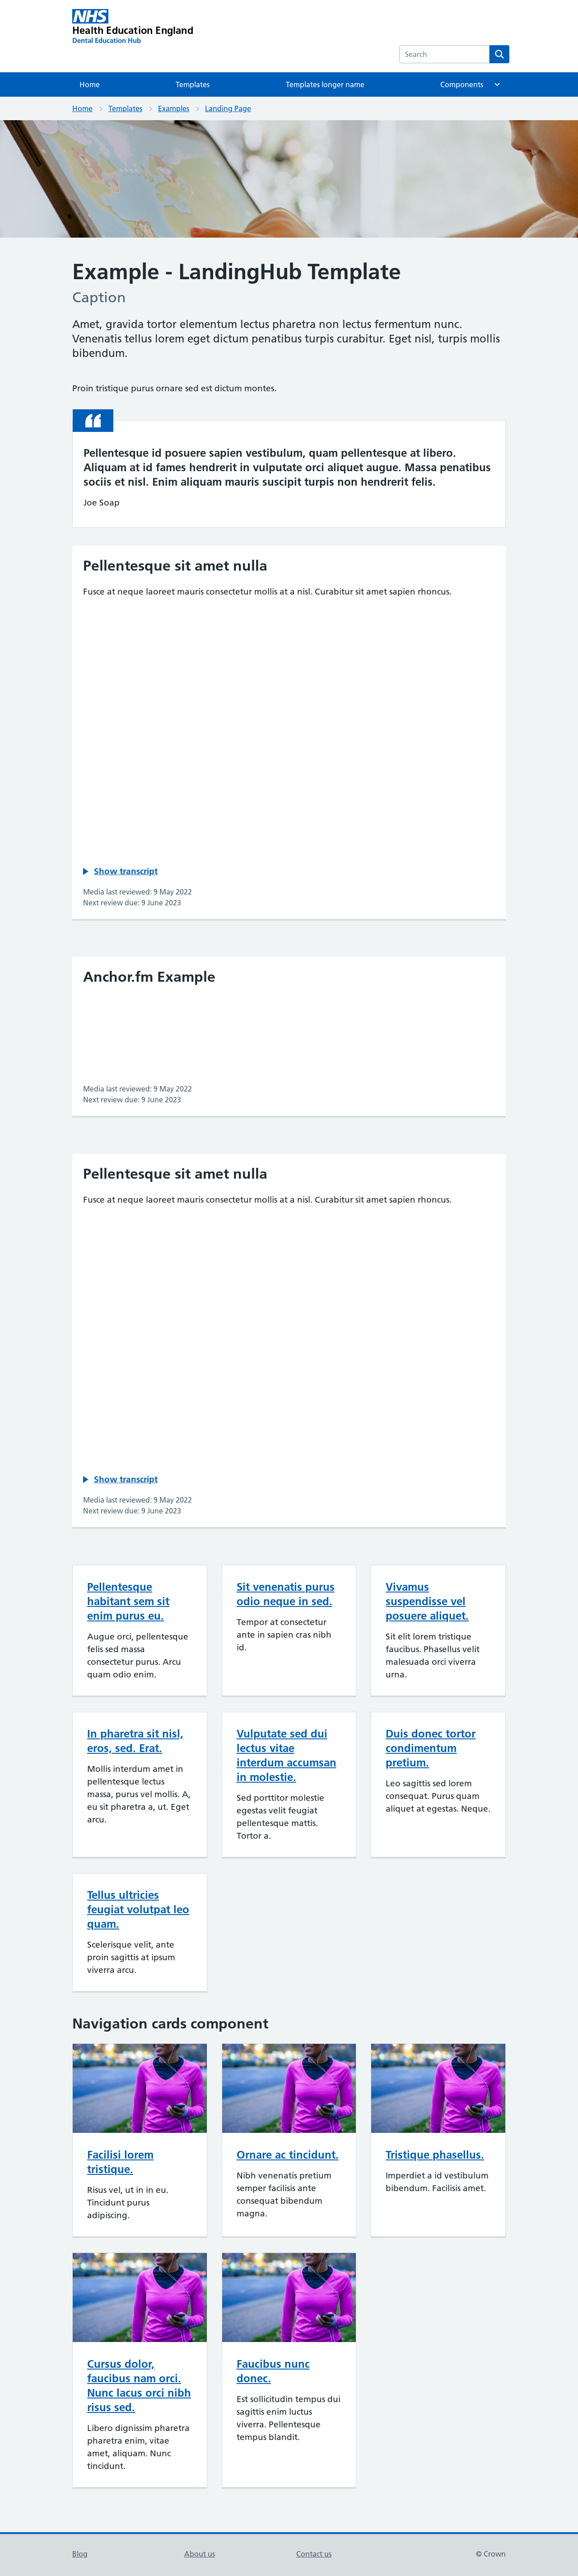 NHS
Health Education England
Dental Education Hub
Search
Home
Templates
Templates longer name
Components
Home
Templates
Examples
Landing Page
Example - LandingHub Template
Caption
Amet, gravida tortor elementum lectus pharetra non lectus fermentum nunc.
Venenatis tellus lorem eget dictum penatibus turpis curabitur. Eget nisl, turpis mollis
bibendum.
Proin tristique purus ornare sed est dictum montes.
Pellentesque id posuere sapien vestibulum, quam pellentesque at libero.
Aliquam at id fames hendrerit in vulputate orci aliquet augue. Massa penatibus
sociis et nisl. Enim aliquam mauris suscipit turpis non hendrerit felis.
Joe Soap
Pellentesque sit amet nulla
Fusce at neque laoreet mauris consectetur mollis at a nisl. Curabitur sit amet sapien rhoncus.
Show transcript
Media last reviewed: 9 May 2022
Next review due: 9 June 2023
Anchor.fm Example
Media last reviewed: 9 May 2022
Next review due: 9 June 2023
Pellentesque sit amet nulla
Fusce at neque laoreet mauris consectetur mollis at a nisl. Curabitur sit amet sapien rhoncus.
Show transcript
Media last reviewed: 9 May 2022
Next review due: 9 June 2023
Pellentesque
habitant sem sit
enim purus eu.
Augue orci, pellentesque
felis sed massa
consectetur purus. Arcu
quam odio enim.
Sit venenatis purus
odio neque in sed.
Tempor at consectetur
ante in sapien cras nibh
id.
Vivamus
suspendisse vel
posuere aliquet.
Sit elit lorem tristique
faucibus. Phasellus velit
malesuada orci viverra
urna.
In pharetra sit nisl,
eros, sed. Erat.
Mollis interdum amet in
pellentesque lectus
massa, purus vel mollis. A,
eu sit pharetra a, ut. Eget
arcu.
Vulputate sed dui
lectus vitae
interdum accumsan
in molestie.
Sed porttitor molestie
egestas velit feugiat
pellentesque mattis.
Tortor a.
Duis donec tortor
condimentum
pretium.
Leo sagittis sed lorem
consequat. Purus quam
aliquet at egestas. Neque.
Tellus ultricies
feugiat volutpat leo
quam.
Scelerisque velit, ante
proin sagittis at ipsum
viverra arcu.
Navigation cards component
Facilisi lorem
tristique.
Risus vel, ut in in eu.
Tincidunt purus
adipiscing.
Ornare ac tincidunt.
Nibh venenatis pretium
semper facilisis ante
consequat bibendum
magna.
Tristique phasellus.
Imperdiet a id vestibulum
bibendum. Facilisis amet.
Cursus dolor,
faucibus nam orci.
Nunc lacus orci nibh
risus sed.
Libero dignissim pharetra
pharetra enim, vitae
amet, aliquam. Nunc
tincidunt.
Faucibus nunc
donec.
Est sollicitudin tempus dui
sagittis enim luctus
viverra. Pellentesque
tempus blandit.
Blog
About us
Contact us
© Crown